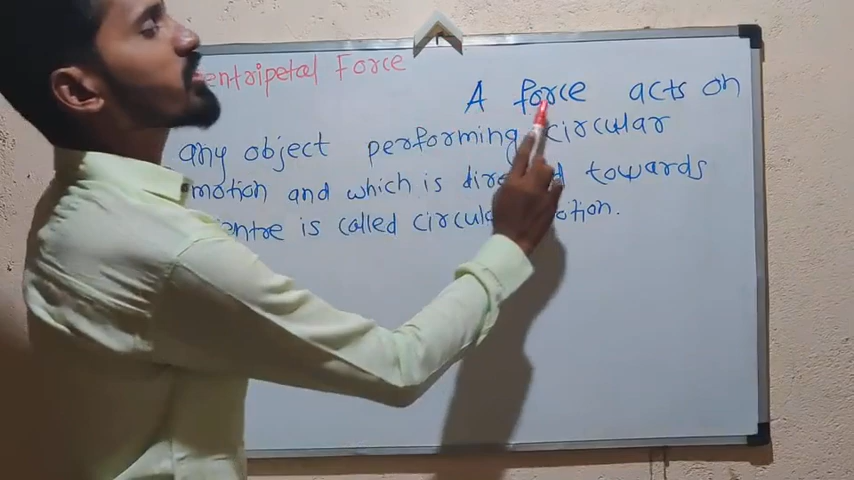 entripetal Force
A force acts on
any object performing circular
motion and which is towards
is called